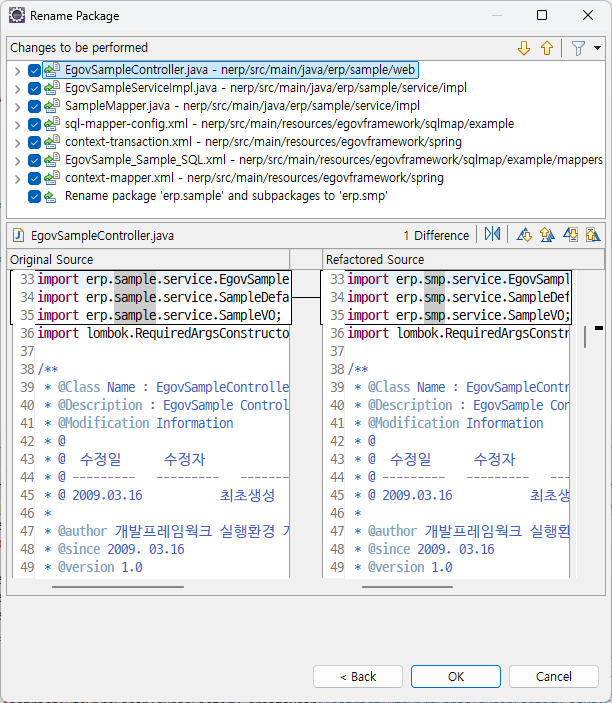 Rename Package
Changes to be performed
EgovSampleController.java - nerp/src/main/java/erp/sample/web
EgovSampleServiceImpl.java - nerp/src/main/java/erp/sample/service/impl
SampleMapper.java - nerp/src/main/java/erp/sample/service/impl
sql-mapper-config.xml - nerp/src/main/resources/egovframework/sqlmap/example
context-transaction.xml - nerp/src/main/resources/egovframework/spring
EgovSample_Sample_SQL.xml - nerp/src/main/resources/egovframework/sqlmap/example/mappers
context-mapper.xml - nerp/src/main/resources/egovframework/spring
Rename package 'erp.sample' and subpackages to 'erp.smp'
EgovSampleController.java
1 Difference
Original Source
33 import erp.sample.service.EgovSample
34 import erp.sample.service.SampleDefa
35 import erp.sample.service.SampleVO;
36 import lombok.RequiredArgsConstructo
37
38 /**
39 * @Class Name : EgovSampleControlle
40 * @Description : EgovSample Control
41 * @Modification Information
42 * @
43 * @ 수정일 수정자
44 * @ --------- --------- -------
45 * @ 2009.03.16 최초생성
46 *
47 * @author 개발프레임웍크 실행환경
48 * @since 2009. 03.16
49 * @version 1.0
Refactored Source
33 import erp.smp.service.EgovSampl
34 import erp.smp.service.SampleDef
35 import erp.smp.service.SampleVO;
36 import lombok.RequiredArgsConstr
37
38 /**
39 * @Class Name : EgovSampleContr
40 * @Description : EgovSample Con
41 * @Modification Information
42 * @
43 * @ 수정일 수정자
44 * @ --------- --------- ---
45 * @ 2009.03.16 최초생
46 *
47 * @author 개발프레임웍크 실행환
48 * @since 2009. 03.16
49 * @version 1.0
< Back
OK
Cancel